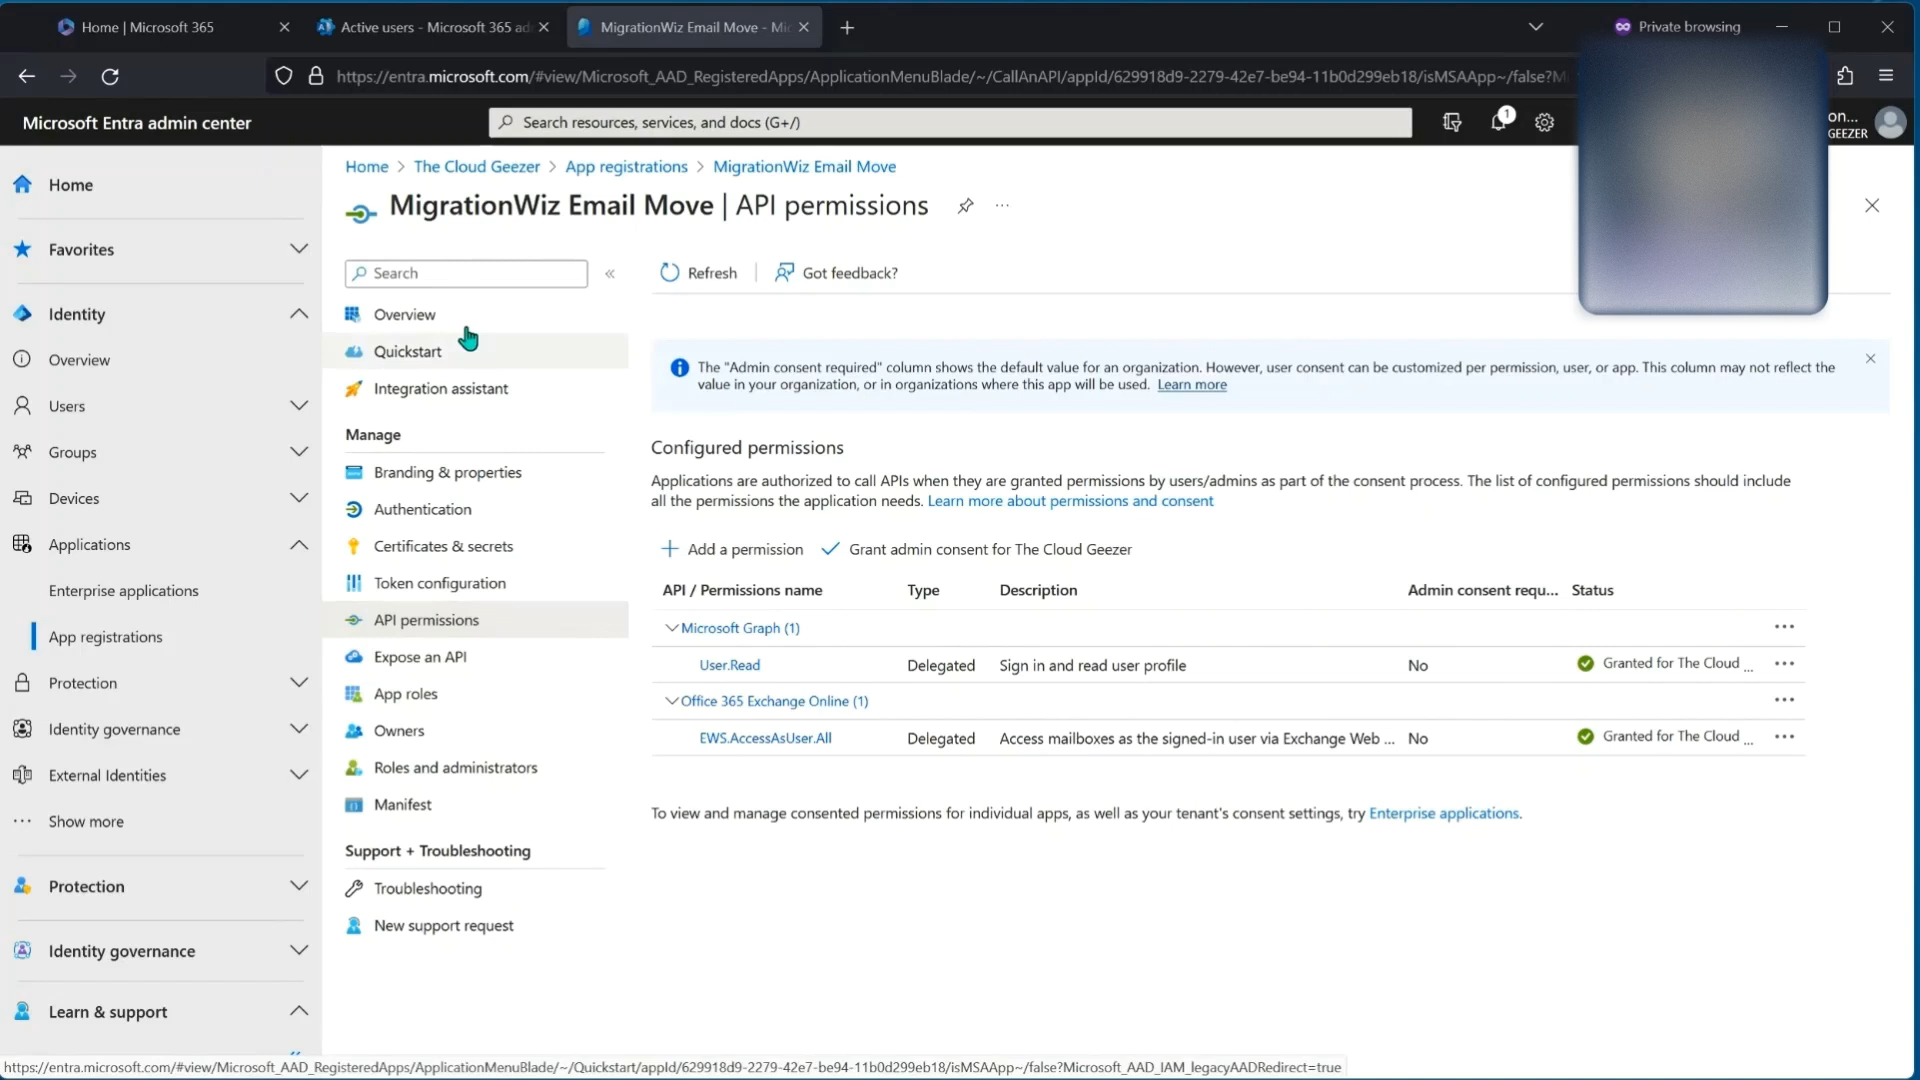 Home | Microsoft 365
Active users - Microsoft 365 ad
MigrationWiz Email Move - Mi
Private browsing
https://entra.microsoft.com/#view/Microsoft_AAD_RegisteredApps/ApplicationMenuBlade/~/CallAnAPI/appId/629918d9-2279-42e7-be94-11b0d299eb18/isMSAApp~/false?M
Microsoft Entra admin center
Search resources, services, and docs (G+/)
1
on...
GEEZER
Home > The Cloud Geezer > App registrations > MigrationWiz Email Move
MigrationWiz Email Move | API permissions
Home
Favorites
Identity
Overview
Users
Groups
Devices
Applications
Enterprise applications
App registrations
Protection
Identity governance
External Identities
Show more
Protection
Identity governance
Learn & support
Search
Overview
Quickstart
Integration assistant
Manage
Branding & properties
Authentication
Certificates & secrets
Token configuration
API permissions
Expose an API
App roles
Owners
Roles and administrators
Manifest
Support + Troubleshooting
Troubleshooting
New support request
Refresh
Got feedback?
The "Admin consent required" column shows the default value for an organization. However, user consent can be customized per permission, user, or app. This column may not reflect the
value in your organization, or in organizations where this app will be used. Learn more
Configured permissions
Applications are authorized to call APIs when they are granted permissions by users/admins as part of the consent process. The list of configured permissions should include
all the permissions the application needs. Learn more about permissions and consent
Add a permission
Grant admin consent for The Cloud Geezer
API / Permissions name Type Description Admin consent requ... Status
Microsoft Graph (1)
User.Read Delegated Sign in and read user profile No Granted for The Cloud ...
Office 365 Exchange Online (1)
EWS.AccessAsUser.All Delegated Access mailboxes as the signed-in user via Exchange Web ... No Granted for The Cloud ...
To view and manage consented permissions for individual apps, as well as your tenant's consent settings, try Enterprise applications.
https://entra.microsoft.com/#view/Microsoft_AAD_RegisteredApps/ApplicationMenuBlade/~/Quickstart/appId/629918d9-2279-42e7-be94-11b0d299eb18/isMSAApp~/false?Microsoft_AAD_IAM_legacyAADRedirect=true